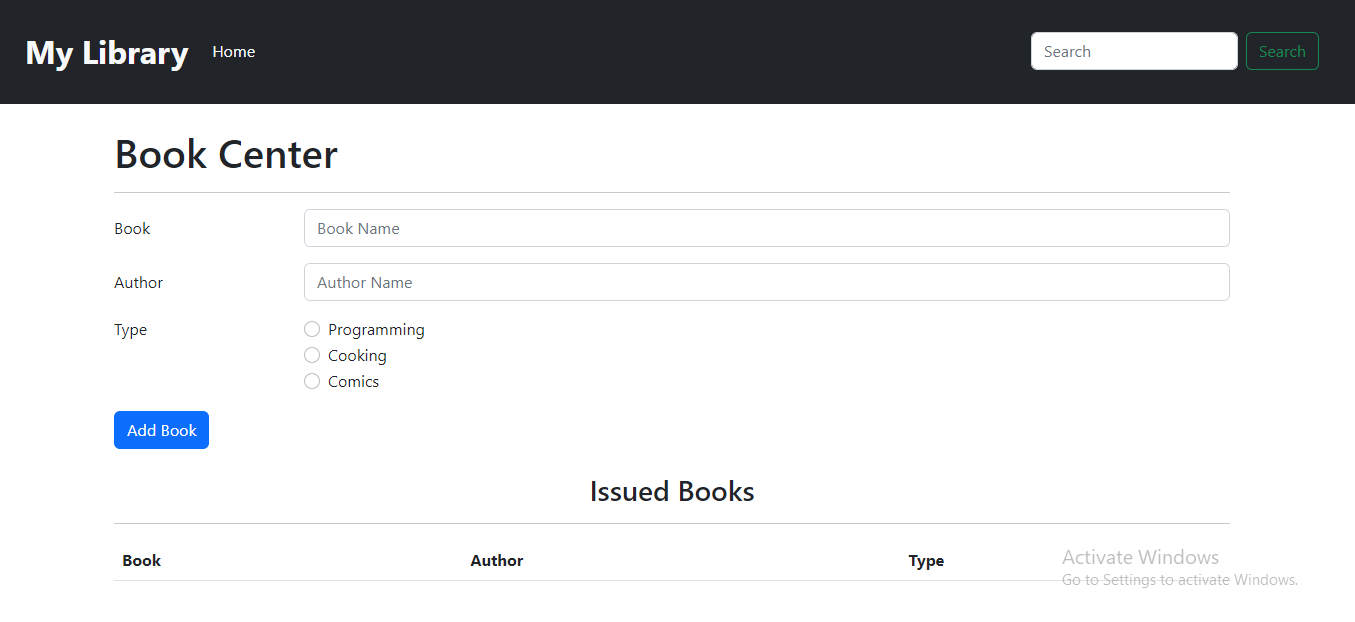 My Library Home Search Search
Book Center
Book Book Name
Author Author Name
Type Programming
Cooking
Comics
Add Book
Issued Books
Book Author Type
Activate Windows
Go to Settings to activate Windows.